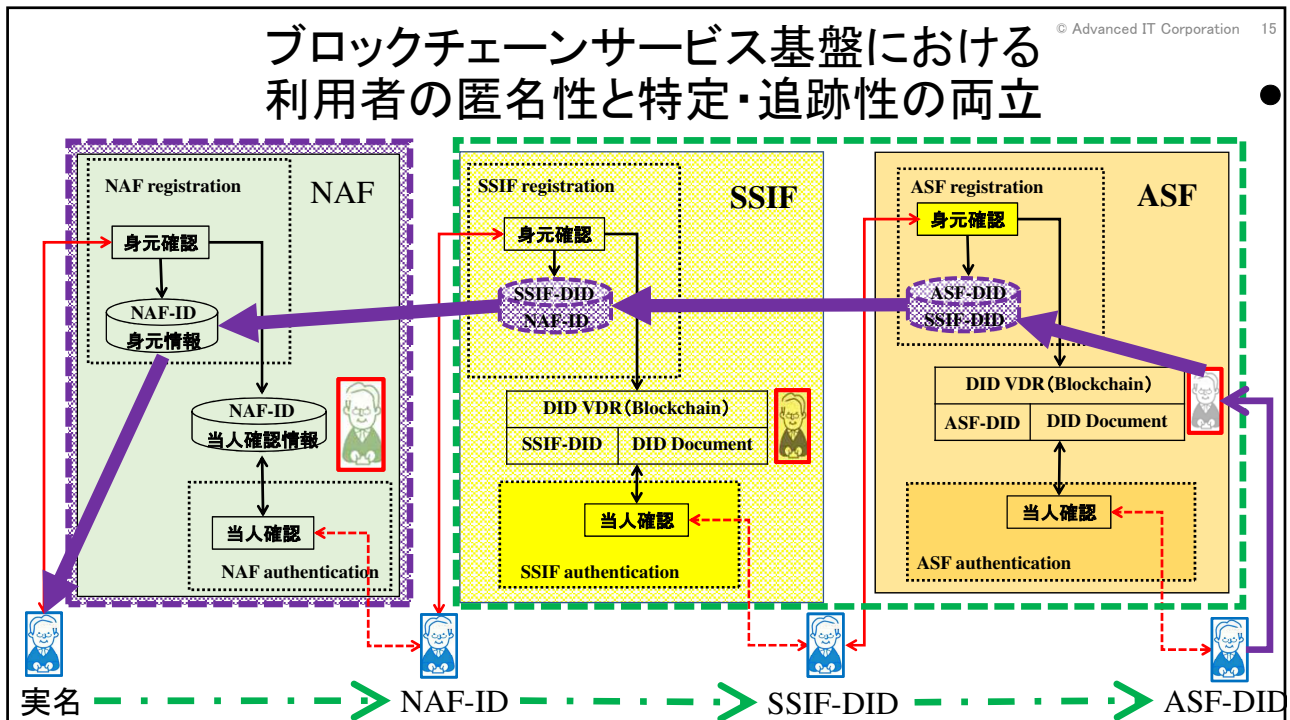 © Advanced IT Corporation 15
ブロックチェーンサービス基盤における
利用者の匿名性と特定・追跡性の両立
●
NAF registration
NAF
身元確認
NAF-ID
身元情報
NAF-ID
当人確認情報
当人確認
NAF authentication
SSIF registration
SSIF
身元確認
SSIF-DID
NAF-ID
DID VDR（Blockchain）
SSIF-DID
DID Document
当人確認
SSIF authentication
ASF registration
ASF
身元確認
ASF-DID
SSIF-DID
DID VDR（Blockchain）
ASF-DID
DID Document
当人確認
ASF authentication
実名
NAF-ID
SSIF-DID
ASF-DID